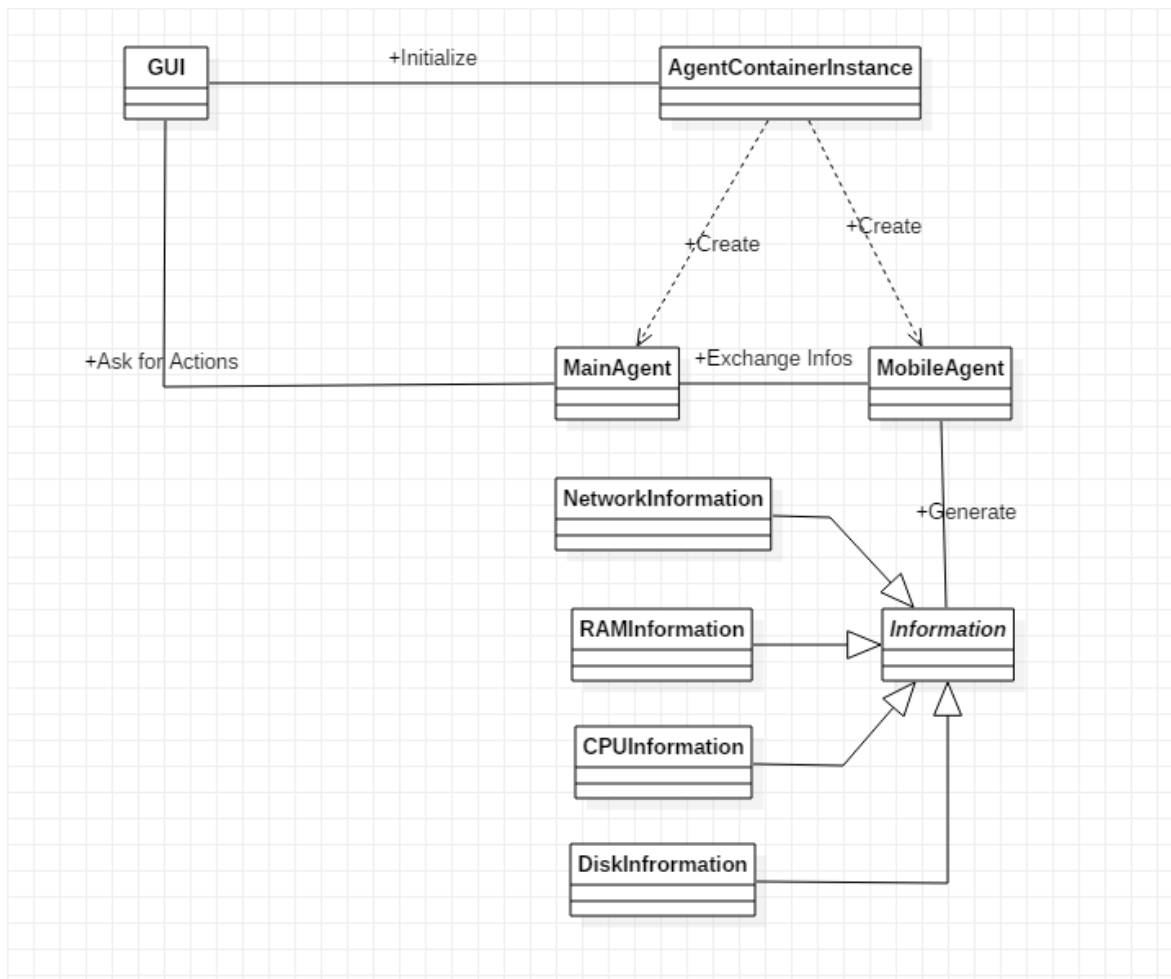 GUI
+Initialize
AgentContainerInstance
+Create
+Create
+Ask for Actions
MainAgent
+Exchange Infos
MobileAgent
NetworkInformation
+Generate
RAMInformation
Information
CPUInformation
DiskInfrormation